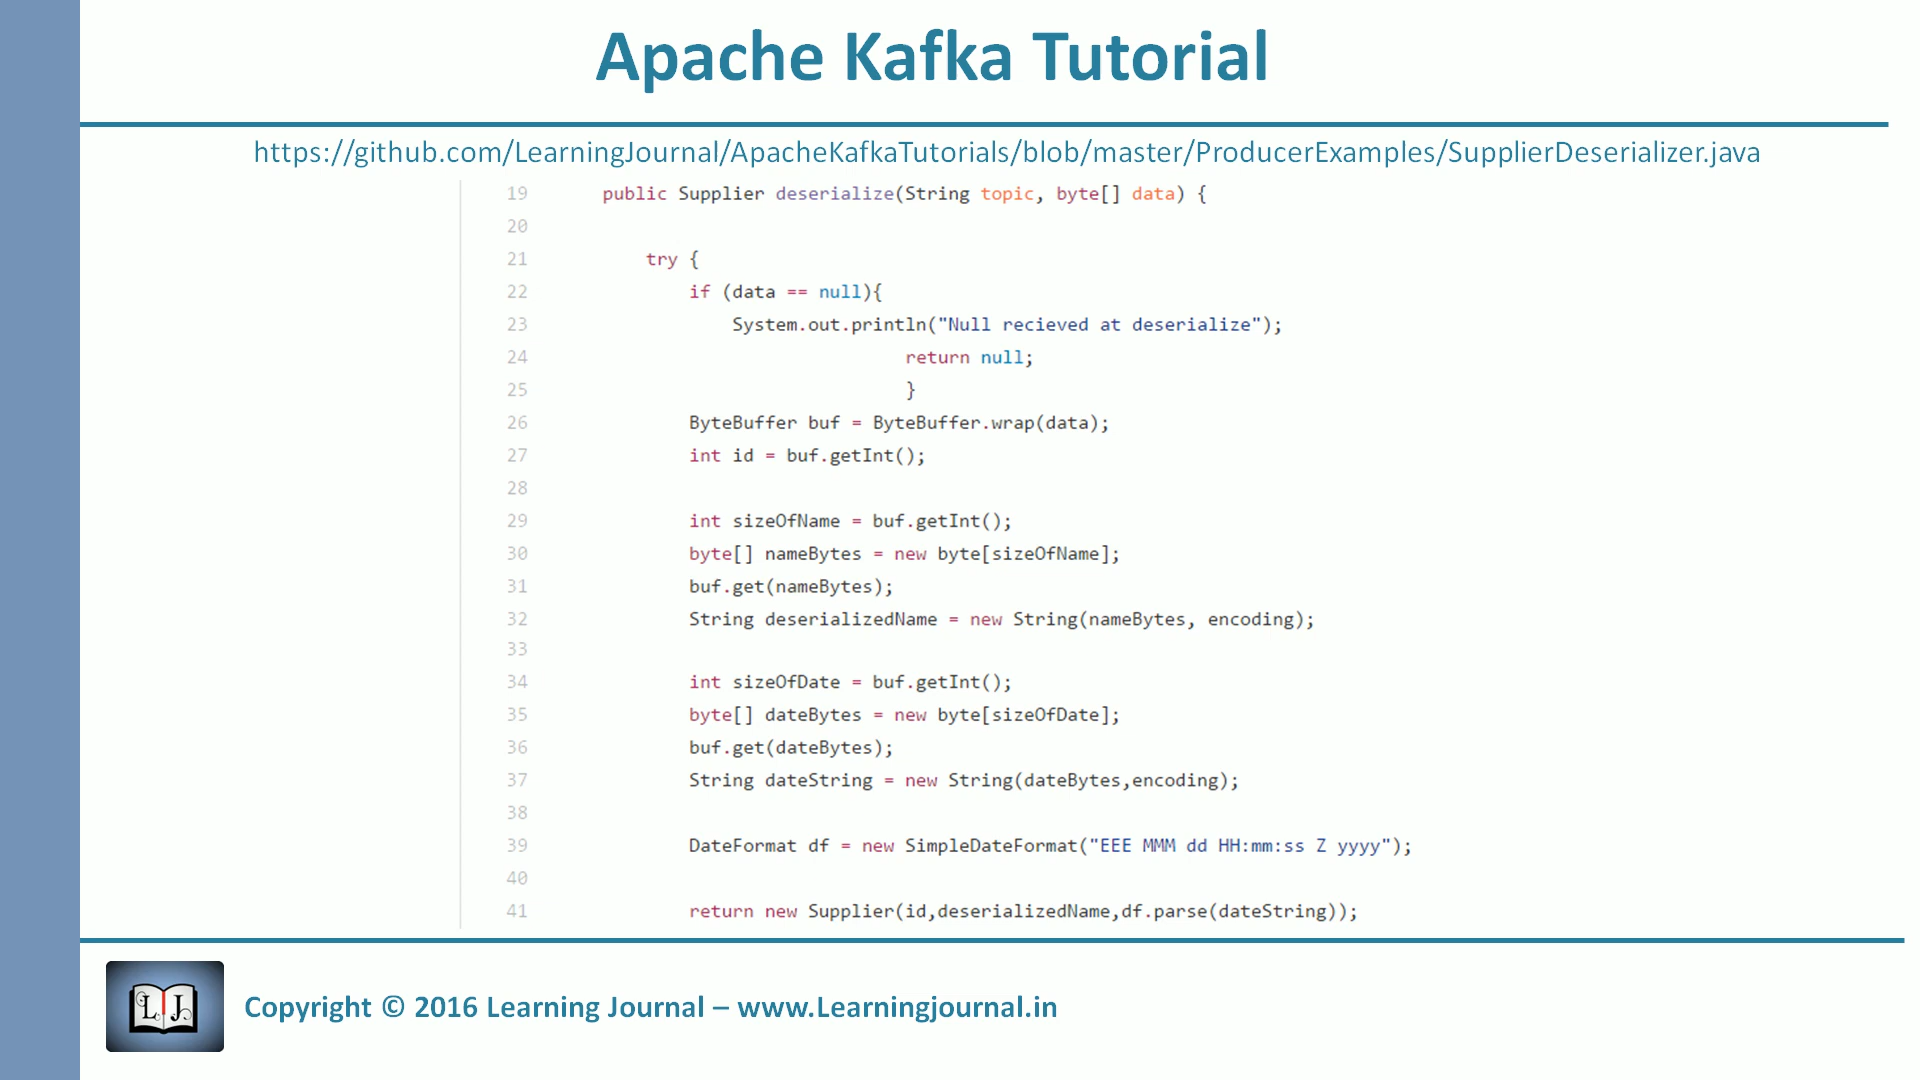 Apache Kafka Tutorial
https://github.com/LearningJournal/ApacheKafkaTutorials/blob/master/ProducerExamples/SupplierDeserializer.java
19 public Supplier deserialize(String topic, byte[] data) {
20
21 try {
22 if (data == null){
23 System.out.println("Null recieved at deserialize");
24 return null;
25 }
26 ByteBuffer buf = ByteBuffer.wrap(data);
27 int id = buf.getInt();
28
29 int sizeOfName = buf.getInt();
30 byte[] nameBytes = new byte[sizeOfName];
31 buf.get(nameBytes);
32 String deserializedName = new String(nameBytes, encoding);
33
34 int sizeOfDate = buf.getInt();
35 byte[] dateBytes = new byte[sizeOfDate];
36 buf.get(dateBytes);
37 String dateString = new String(dateBytes,encoding);
38
39 DateFormat df = new SimpleDateFormat("EEE MMM dd HH:mm:ss Z yyyy");
40
41 return new Supplier(id,deserializedName,df.parse(dateString));
LJ
Copyright © 2016 Learning Journal – www.Learningjournal.in